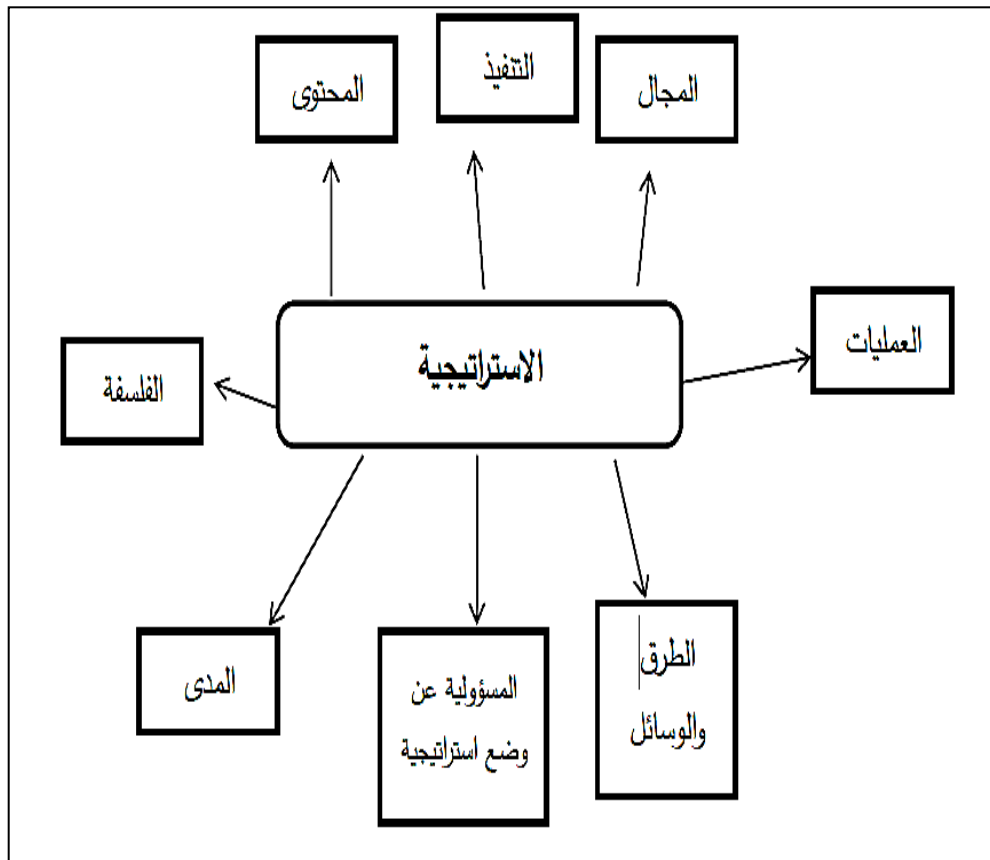 المجال
التنفيذ
المحتوى
العمليات
الاستراتيجية
الفلسفة
الطرق
والوسائل
المسؤولية عن
وضع استراتيجية
المدى